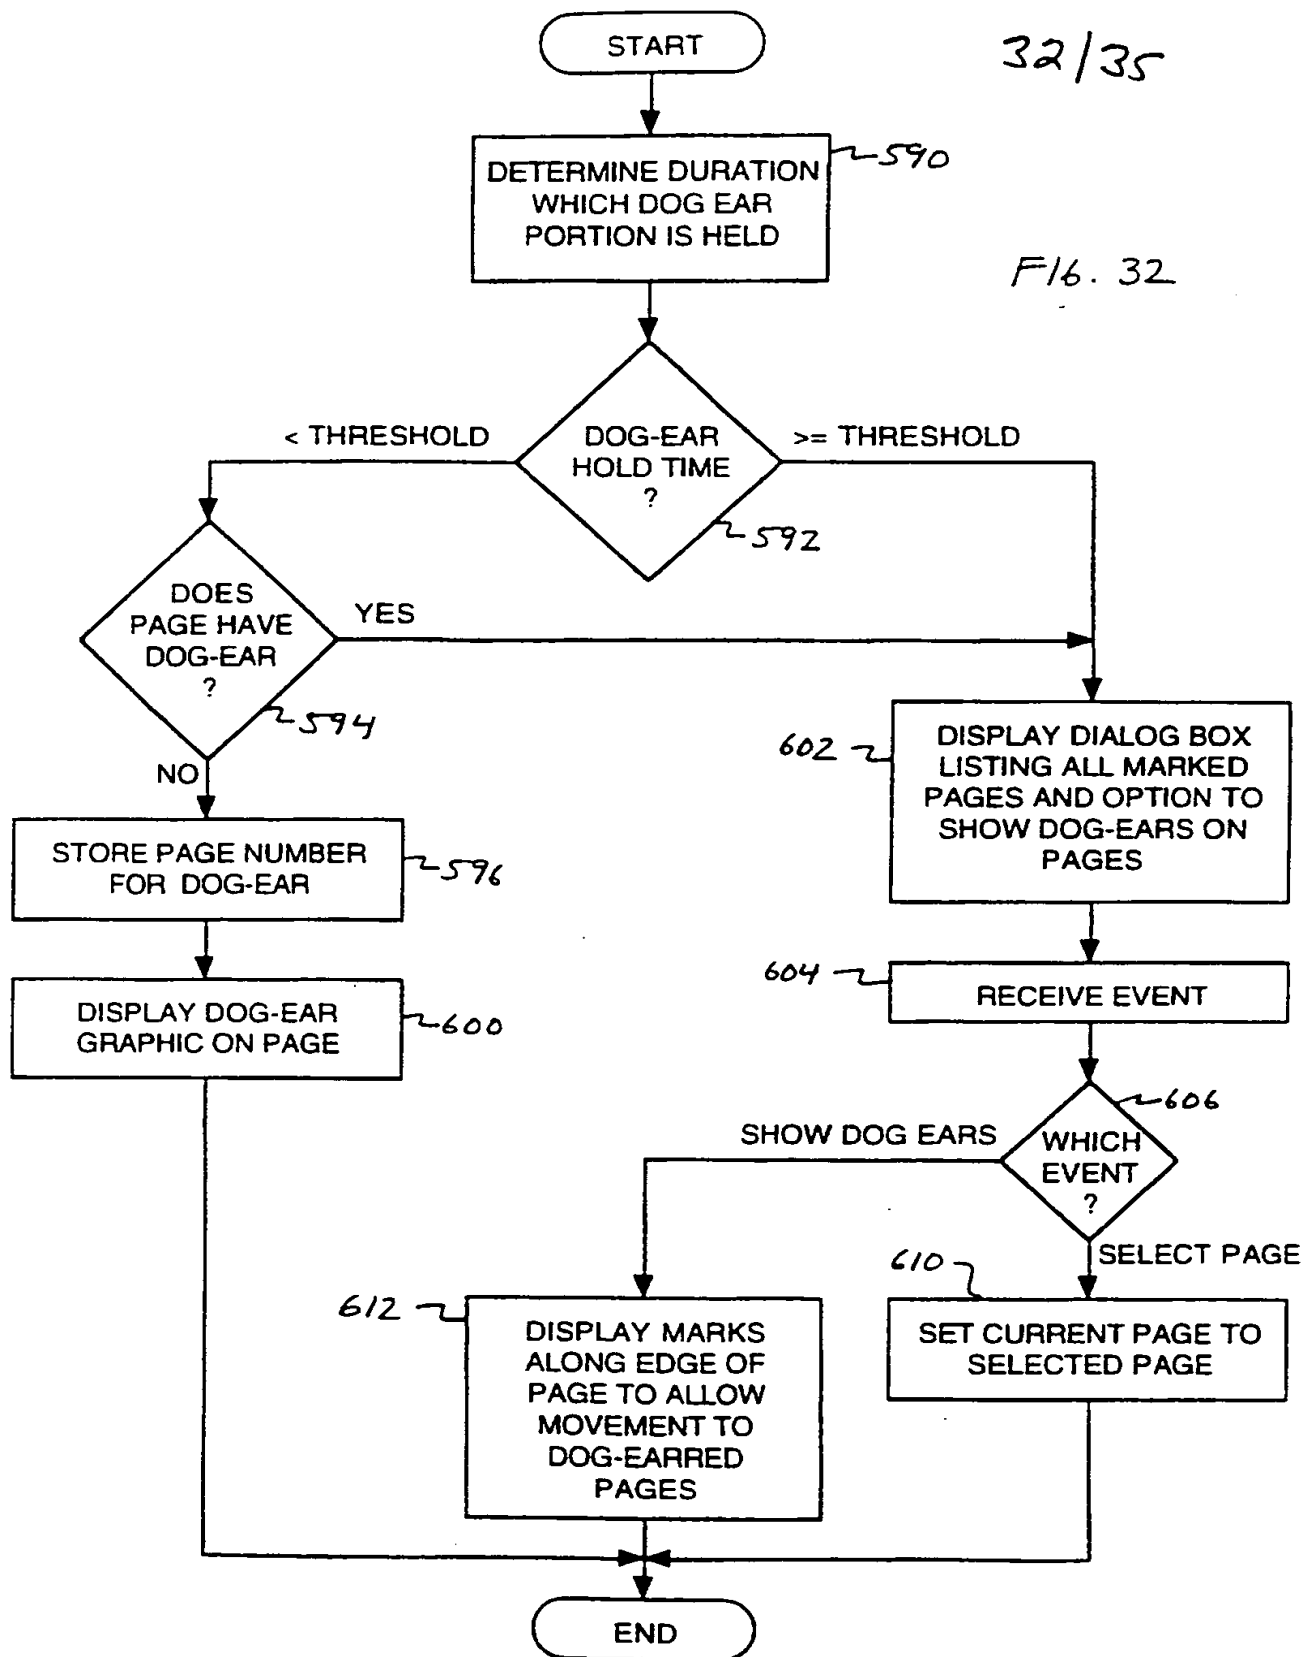 START
32/35
DETERMINE DURATION
WHICH DOG EAR
PORTION IS HELD
590
FIG. 32
< THRESHOLD
DOG-EAR
HOLD TIME
?
>= THRESHOLD
592
DOES
PAGE HAVE
DOG-EAR
?
YES
594
NO
STORE PAGE NUMBER
FOR DOG-EAR
596
DISPLAY DOG-EAR
GRAPHIC ON PAGE
600
602
DISPLAY DIALOG BOX
LISTING ALL MARKED
PAGES AND OPTION TO
SHOW DOG-EARS ON
PAGES
604
RECEIVE EVENT
606
SHOW DOG EARS
WHICH
EVENT
?
SELECT PAGE
610
SET CURRENT PAGE TO
SELECTED PAGE
612
DISPLAY MARKS
ALONG EDGE OF
PAGE TO ALLOW
MOVEMENT TO
DOG-EARRED
PAGES
END